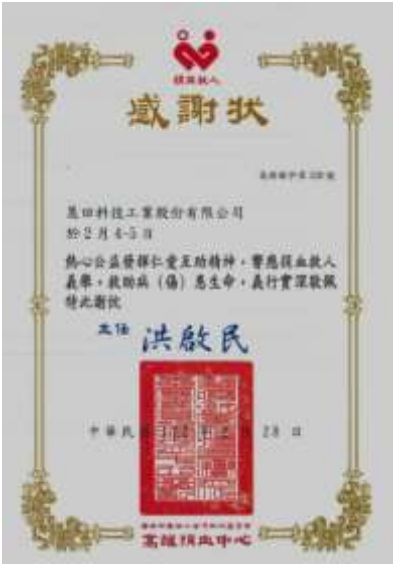 捐血救人
感謝狀
晟田科技工業股份有限公司
於2月4-5日
熱心公益發揮仁愛互助精神，響應捐血救人
義舉，救助病（傷）患生命，義行實深敬佩
特此謝忱
主任 洪啟民
中華民 28 日
高雄捐血中心